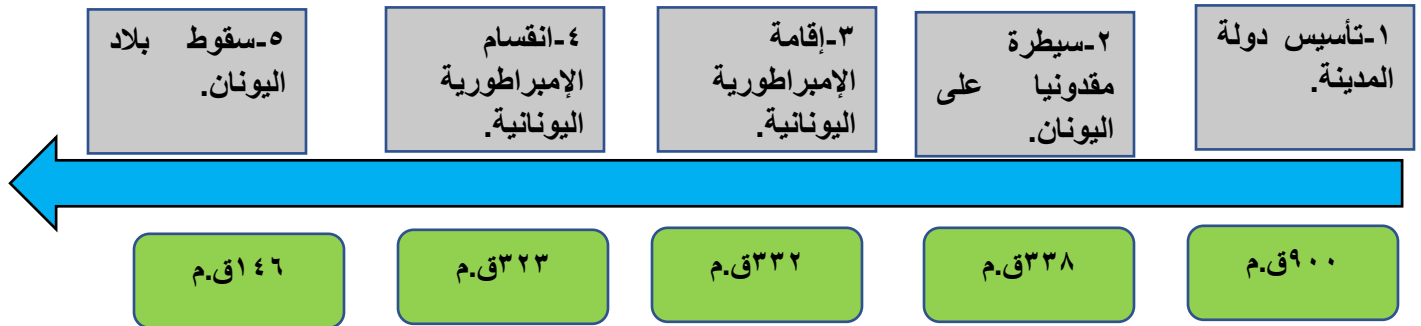 ١-تأسيس دولة
المدينة.
٢-سيطرة
مقدونيا على
اليونان.
٣-إقامة
الإمبراطورية
اليونانية.
٤-انقسام
الإمبراطورية
اليونانية.
٥-سقوط بلاد
اليونان.
٩٠٠ق.م
٣٣٨ق.م
٣٣٢ق.م
٣٢٣ق.م
١٤٦ق.م